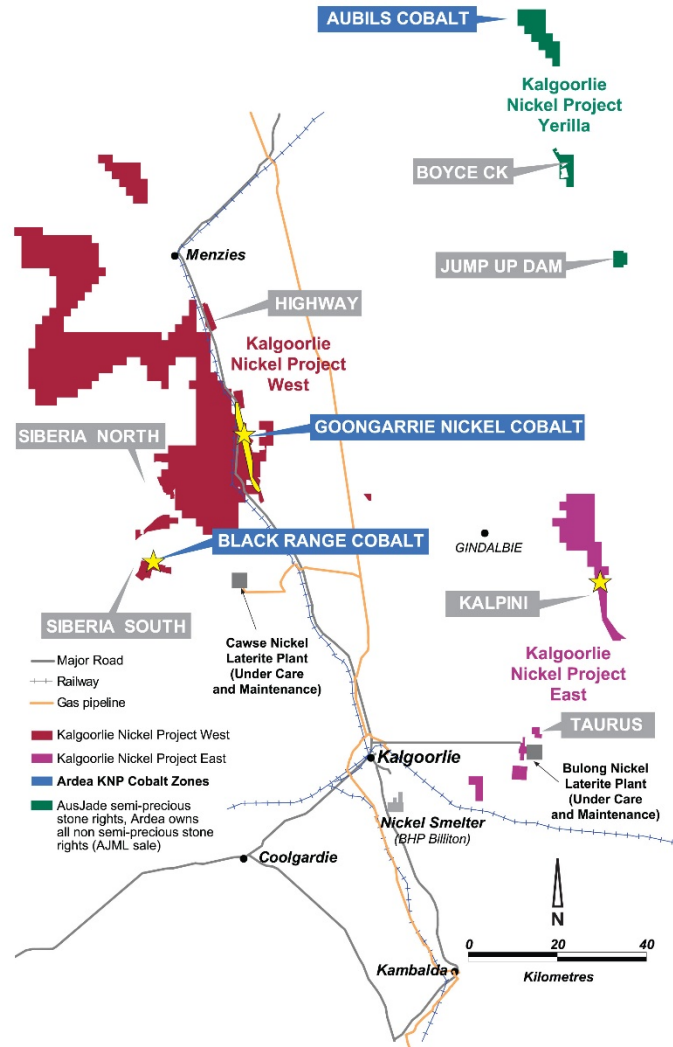 AUBILS COBALT
Kalgoorlie
Nickel Project
Yerilla
BOYCE CK
Menzies
JUMP UP DAM
HIGHWAY
Kalgoorlie
Nickel Project
West
SIBERIA NORTH
GOONGARRIE NICKEL COBALT
BLACK RANGE COBALT
GINDALBIE
SIBERIA SOUTH
KALPINI
Cawse Nickel
Laterite Plant
(Under Care
and Maintenance)
Kalgoorlie
Nickel Project
East
Major Road
Railway
Gas pipeline
Kalgoorlie Nickel Project West
Kalgoorlie Nickel Project East
Ardea KNP Cobalt Zones
AusJade semi-precious
stone rights, Ardea owns
all non semi-precious stone
rights (AJML sale)
TAURUS
Kalgoorlie
Bulong Nickel
Laterite Plant
(Under Care
and Maintenance)
Nickel Smelter
(BHP Billiton)
Coolgardie
N
0 20 40
Kilometres
Kambalda